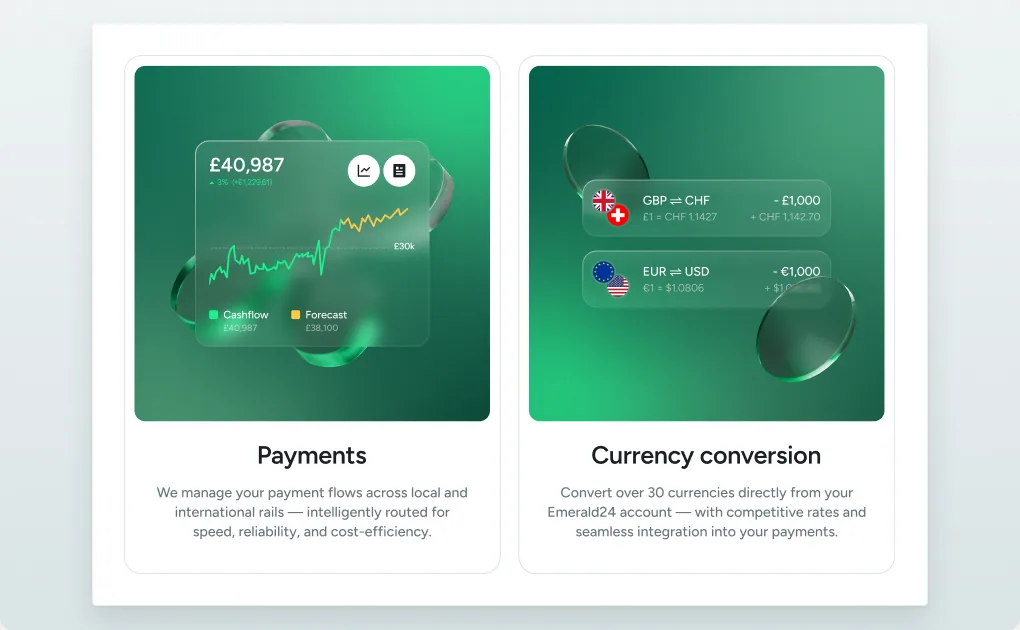 £40,987
3% (+£1,229.61)
£30k
Cashflow
£40,987
Forecast
£38,100
Payments
We manage your payment flows across local and
international rails — intelligently routed for
speed, reliability, and cost-efficiency.
GBP ⇌ CHF
- £1,000
£1 = CHF 1.1427
+ CHF 1,142.70
EUR ⇌ USD
- €1,000
€1 = $1.0806
Currency conversion
Convert over 30 currencies directly from your
Emerald24 account — with competitive rates and
seamless integration into your payments.